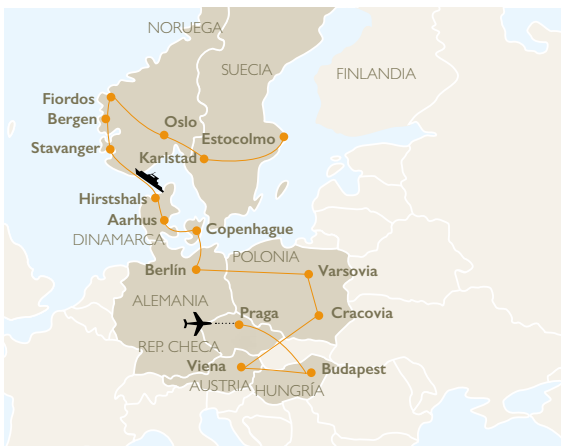 NORUEGA
SUECIA
FINLANDIA
Fiordos
Bergen
Oslo
Estocolmo
Stavanger
Karlstad
Hirstshals
Aarhus
Copenhague
DINAMARCA
POLONIA
Berlín
Varsovia
ALEMANIA
Praga
Cracovia
REP. CHECA
Viena
Budapest
AUSTRIA
HUNGRÍA